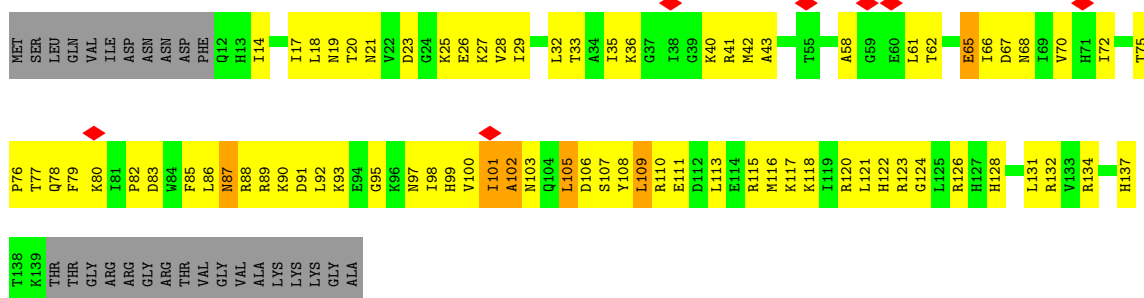 MET SER LEU GLN VAL ILE ASP ASN ASN ASP PHE Q12 H13 I14 I17 L18 N19 T20 N21 V22 D23 G24 K25 E26 K27 V28 I29 L32 T33 A34 I35 K36 G37 I38 G39 K40 R41 M42 A43 T55 A58 G59 E60 L61 T62 E65 I66 D67 N68 I69 V70 H71 I72 T75
P76 T77 Q78 F79 K80 I81 P82 D83 W84 F85 L86 N87 R88 R89 K90 D91 L92 K93 E94 G95 K96 N97 I98 H99 V100 I101 A102 N103 Q104 L105 D106 S107 Y108 L109 R110 E111 D112 L113 E114 R115 M116 K117 K118 I119 R120 L121 H122 R123 G124 L125 R126 H127 H128 L131 R132 V133 R134 H137
T138 K139 THR THR GLY ARG ARG GLY ARG THR VAL GLY VAL ALA LYS LYS LYS GLY ALA